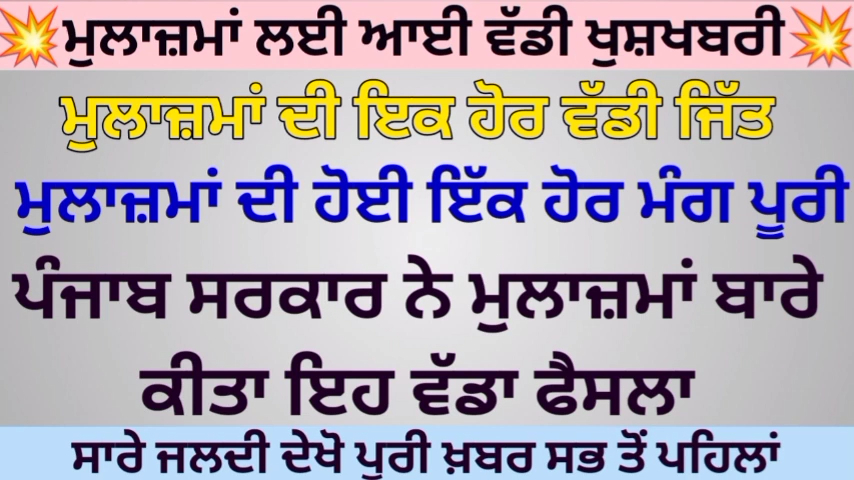 💥ਮੁਲਾਜ਼ਮਾਂ ਲਈ ਆਈ ਵੱਡੀ ਖੁਸ਼ਖਬਰੀ💥
ਮੁਲਾਜ਼ਮਾਂ ਦੀ ਇਕ ਹੋਰ ਵੱਡੀ ਜਿੱਤ
ਮੁਲਾਜ਼ਮਾਂ ਦੀ ਹੋਈ ਇੱਕ ਹੋਰ ਮੰਗ ਪੂਰੀ
ਪੰਜਾਬ ਸਰਕਾਰ ਨੇ ਮੁਲਾਜ਼ਮਾਂ ਬਾਰੇ
ਕੀਤਾ ਇਹ ਵੱਡਾ ਫੈਸਲਾ
ਸਾਰੇ ਜਲਦੀ ਦੇਖੋ ਪੁਰੀ ਖ਼ਬਰ ਸਭ ਤੋਂ ਪਹਿਲਾਂ